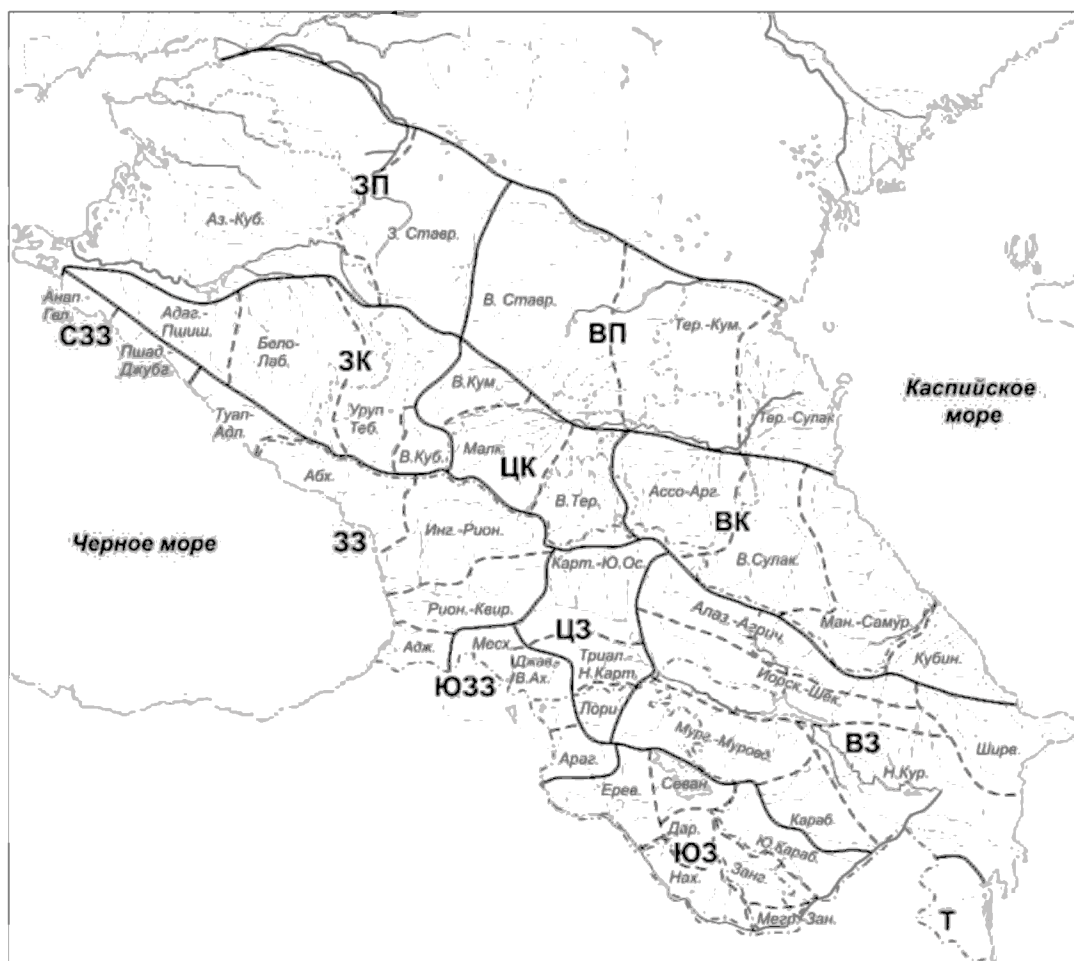 ЗП
Аз.-Куб.
З. Ставр.
В. Ставр.
Анап.-
Гел.
Адаг.-
Пшиш.
СЗЗ
Пшад.-
Джубг.
Бело-
Лаб.
ЗК
ВП
Тер.-Кум.
Каспийское
море
В.Кум.
Туап.-
Адл.
Уруп.-
Теб.
Тер.-Сулак.
В.Куб.
Малк.
ЦК
Абх.
В.Тер.
Ассо-Арг.
ВК
Черное море
ЗЗ
Инг.-Рион.
Карт.-Ю.Ос.
В.Сулак.
Рион.-Квир.
Алаз.-Агрич.
Ман.-Самур.
ЦЗ
Адж.
Месх.
Джав.-
В.Ах.
Триал.-
Н.Карт.
Кубин.
ЮЗЗ
Иорск.-Шек.
Лори
Мург.-Муровд.
ВЗ
Ширв.
Араг.
Ерев.
Севан.
Н.Кур.
Караб.
Дар.
ЮЗ
Ю.Караб.
Нах.
Занг.
Мегр.-Зан.
Т